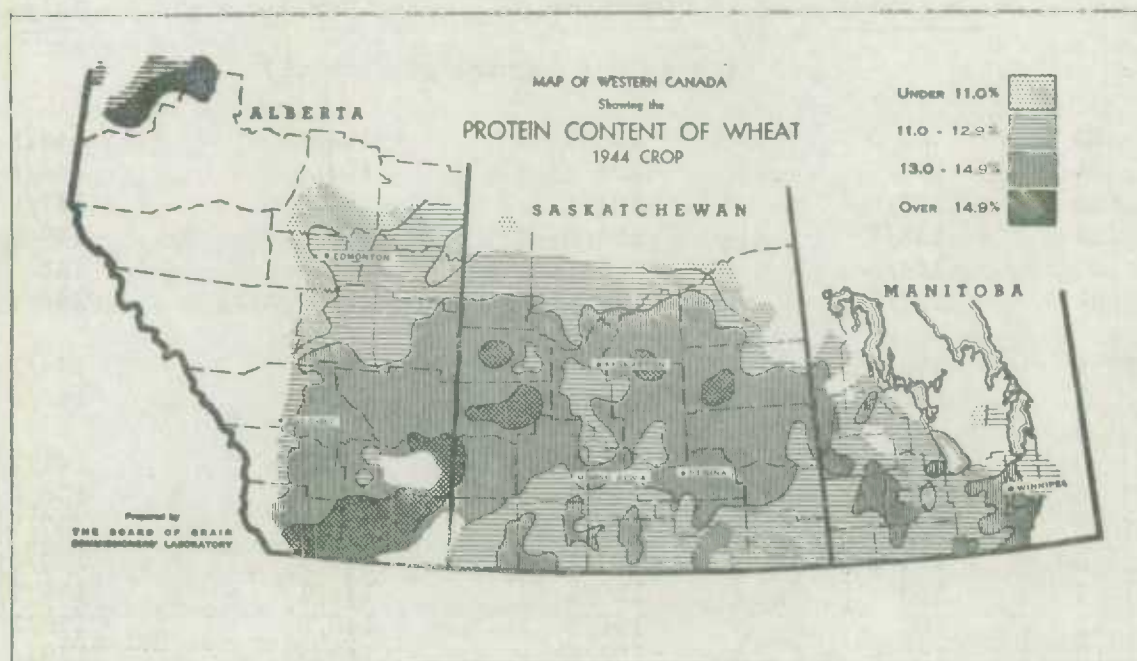 MAP OF WESTERN CANADA
Showing the
PROTEIN CONTENT OF WHEAT
1944 CROP
UNDER 11.0%
11.0 - 12.9%
13.0 - 14.9%
OVER 14.9%
ALBERTA
SASKATCHEWAN
MANITOBA
EDMONTON
SASKATOON
REGINA
WINNIPEG
Prepared by
THE BOARD OF GRAIN
COMMISSIONERS' LABORATORY